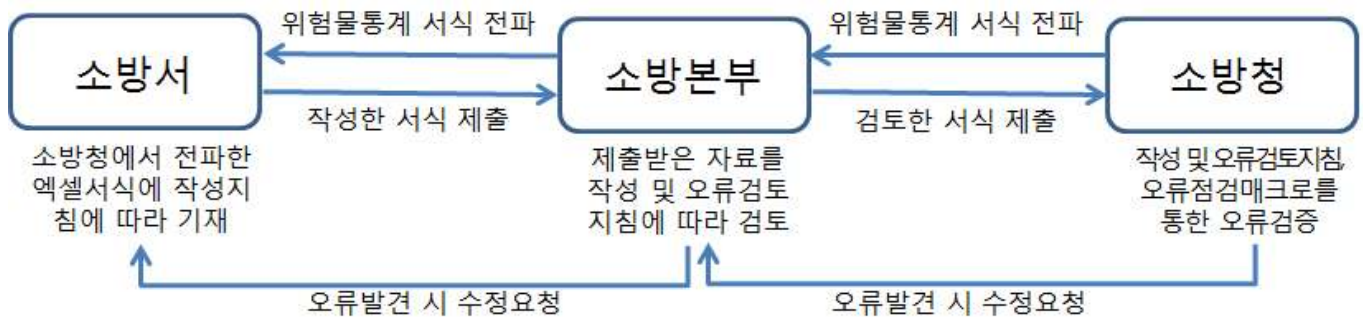 위험물통계 서식 전파
위험물통계 서식 전파
소방서
소방본부
소방청
작성한 서식 제출
검토한 서식 제출
소방청에서 전파한
엑셀서식에 작성지
침에 따라 기재
제출받은 자료를
작성 및 오류검토
지침에 따라 검토
작성 및 오류검토지침,
오류점검매크로를
통한 오류검증
오류발견 시 수정요청
오류발견 시 수정요청